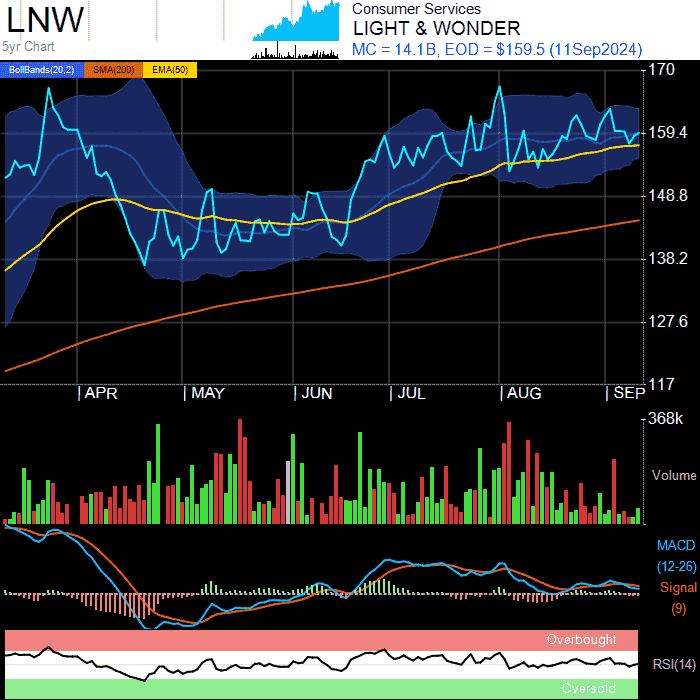 LNW
5yr Chart
Consumer Services
LIGHT & WONDER
MC = 14.1B, EOD = $159.5 (11Sep2024)
BollBands(20,2) SMA(200) EMA(50)
170
159.4
148.8
138.2
127.6
117
APR MAY JUN JUL AUG SEP
368k
Volume
MACD
(12-26)
Signal
(9)
Overbought
RSI(14)
Oversold